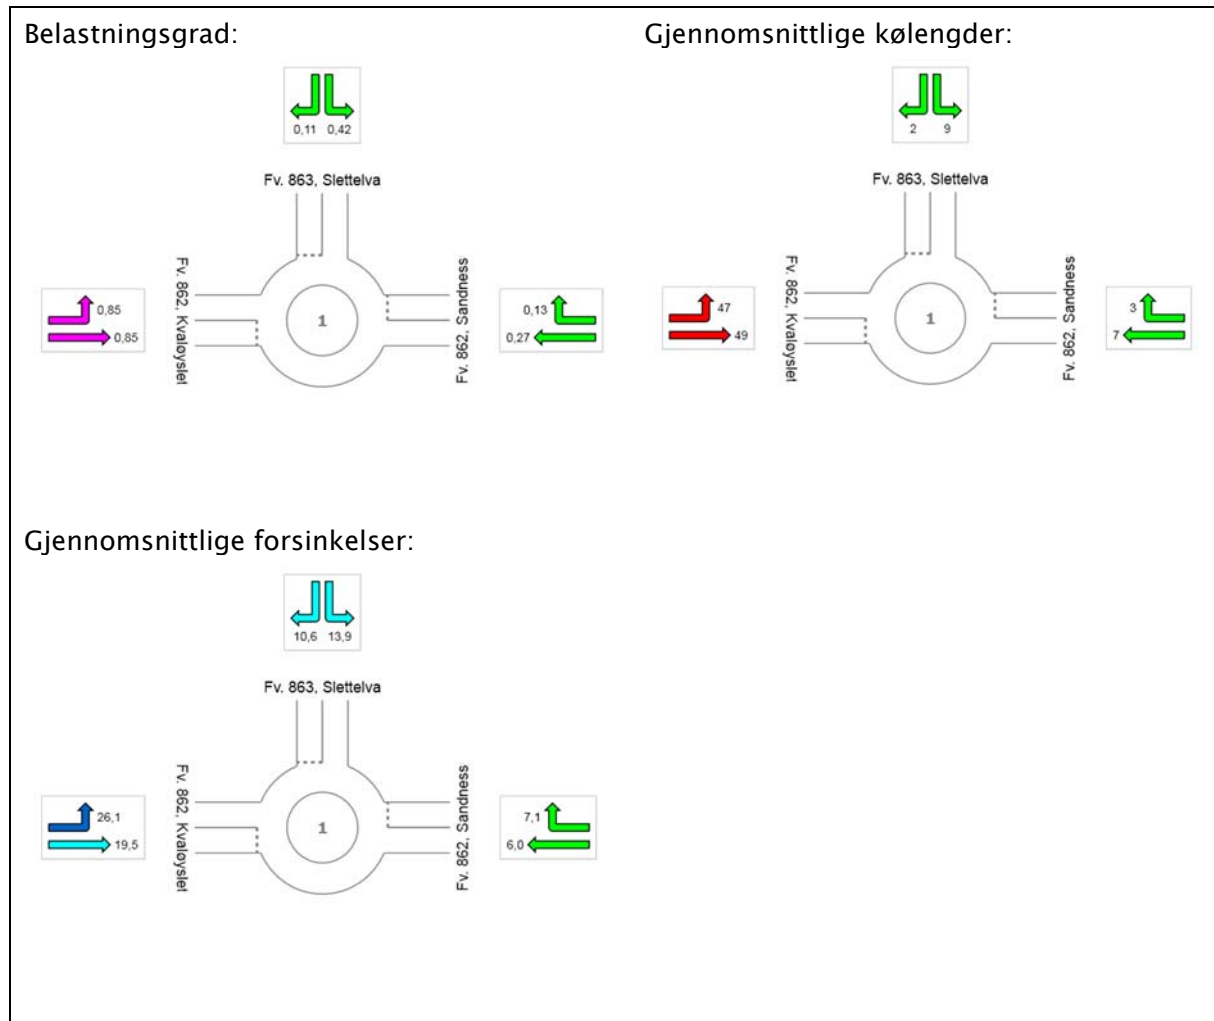 Belastningsgrad:
0,11 0,42
Fv. 863, Slettelva
Fv. 862, Kvaløyslet
0,85
0,85
1
Fv. 862, Sandness
0,13
0,27
Gjennomsnittlige kølengder:
2 9
Fv. 863, Slettelva
Fv. 862, Kvaløyslet
47
49
1
Fv. 862, Sandness
3
7
Gjennomsnittlige forsinkelser:
10,6 13,9
Fv. 863, Slettelva
Fv. 862, Kvaløyslet
26,1
19,5
1
Fv. 862, Sandness
7,1
6,0